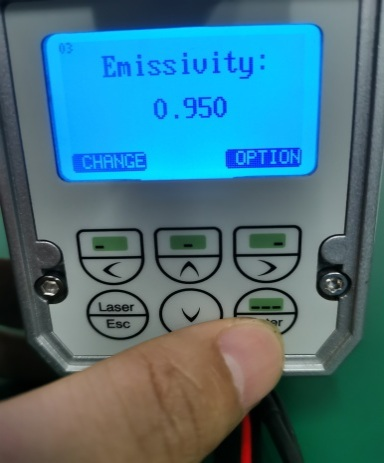 03
Emissivity:
0.950
CHANGE OPTION
Laser
Esc